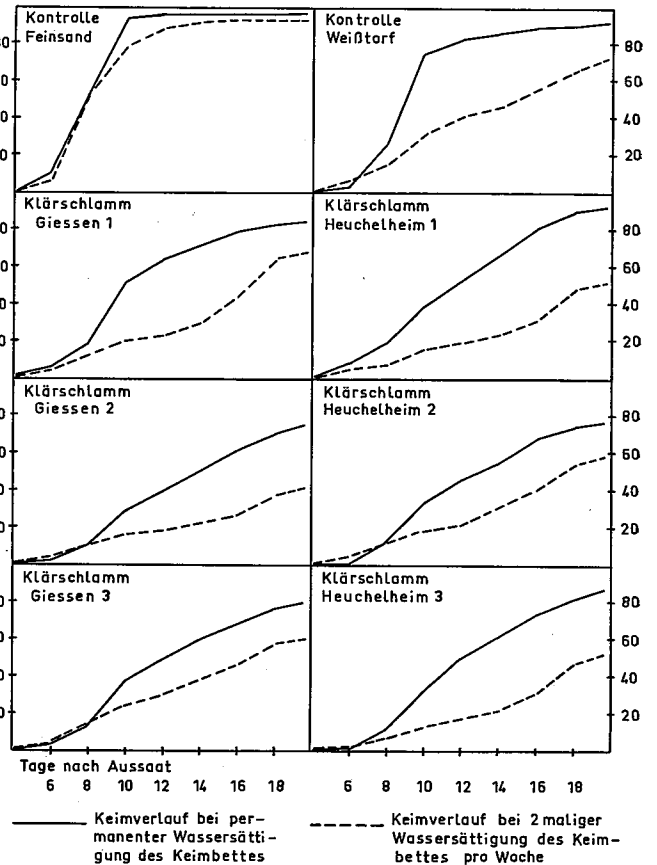 Kontrolle
Feinsand
Kontrolle
Weißtorf
80
60
40
20
Klärschlamm
Giessen 1
Klärschlamm
Heuchelheim 1
80
60
40
20
Klärschlamm
Giessen 2
Klärschlamm
Heuchelheim 2
80
60
40
20
Klärschlamm
Giessen 3
Klärschlamm
Heuchelheim 3
80
60
40
20
Tage nach Aussaat
6 8 10 12 14 16 18
6 8 10 12 14 16 18
Keimverlauf bei per-
manenter Wassersätti-
gung des Keimbettes
Keimverlauf bei 2maliger
Wassersättigung des Keim-
bettes pro Woche